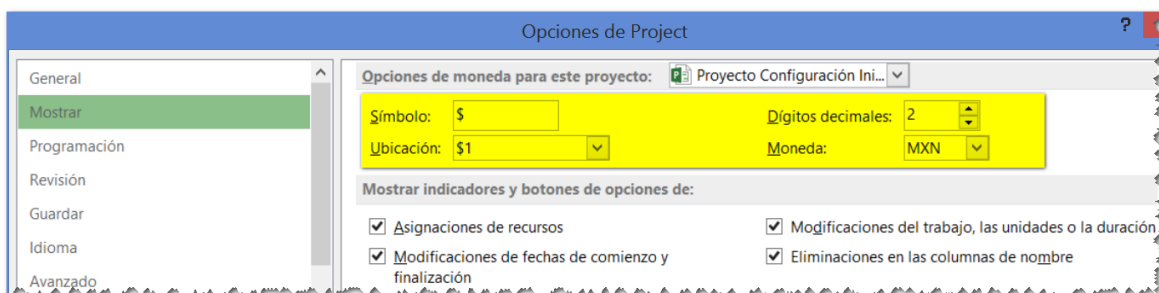 Opciones de Project ?
General
Mostrar
Programación
Revisión
Guardar
Idioma
Avanzado
Opciones de moneda para este proyecto: Proyecto Configuración Ini...
Símbolo: $ Dígitos decimales: 2
Ubicación: $1 Moneda: MXN
Mostrar indicadores y botones de opciones de:
Asignaciones de recursos Modificaciones del trabajo, las unidades o la duración
Modificaciones de fechas de comienzo y Eliminaciones en las columnas de nombre
finalización